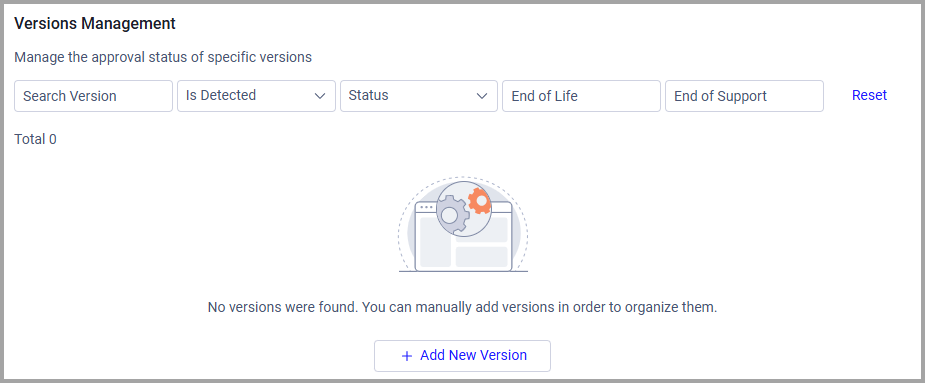 Versions Management
Manage the approval status of specific versions
Search Version Is Detected Status End of Life End of Support Reset
Total 0
No versions were found. You can manually add versions in order to organize them.
+ Add New Version